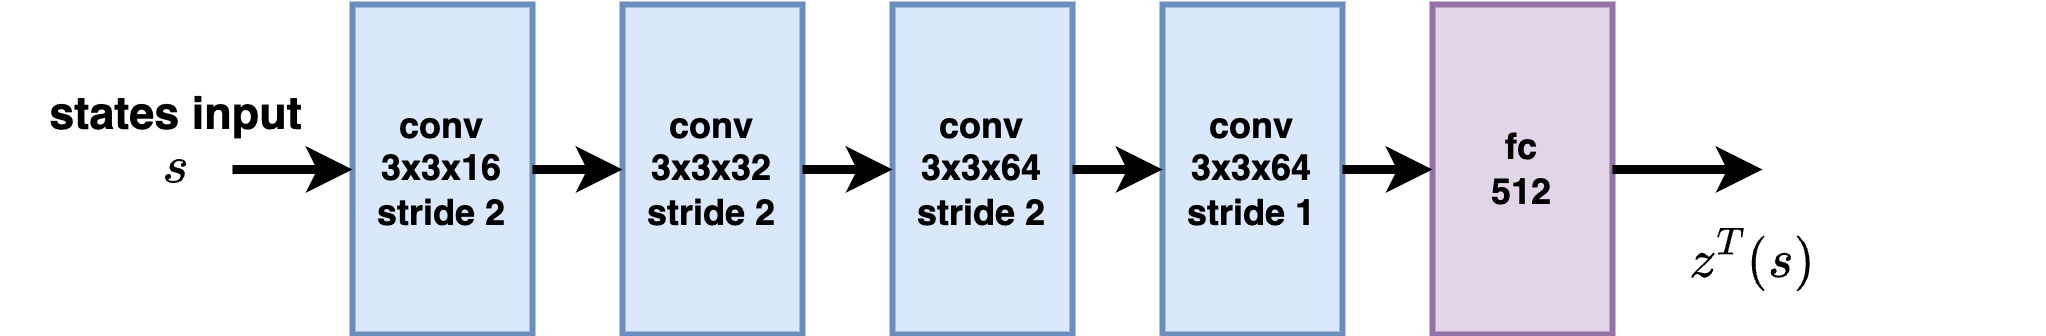 states input
s
conv
3x3x16
stride 2
conv
3x3x32
stride 2
conv
3x3x64
stride 2
conv
3x3x64
stride 1
fc
512
z^T(s)